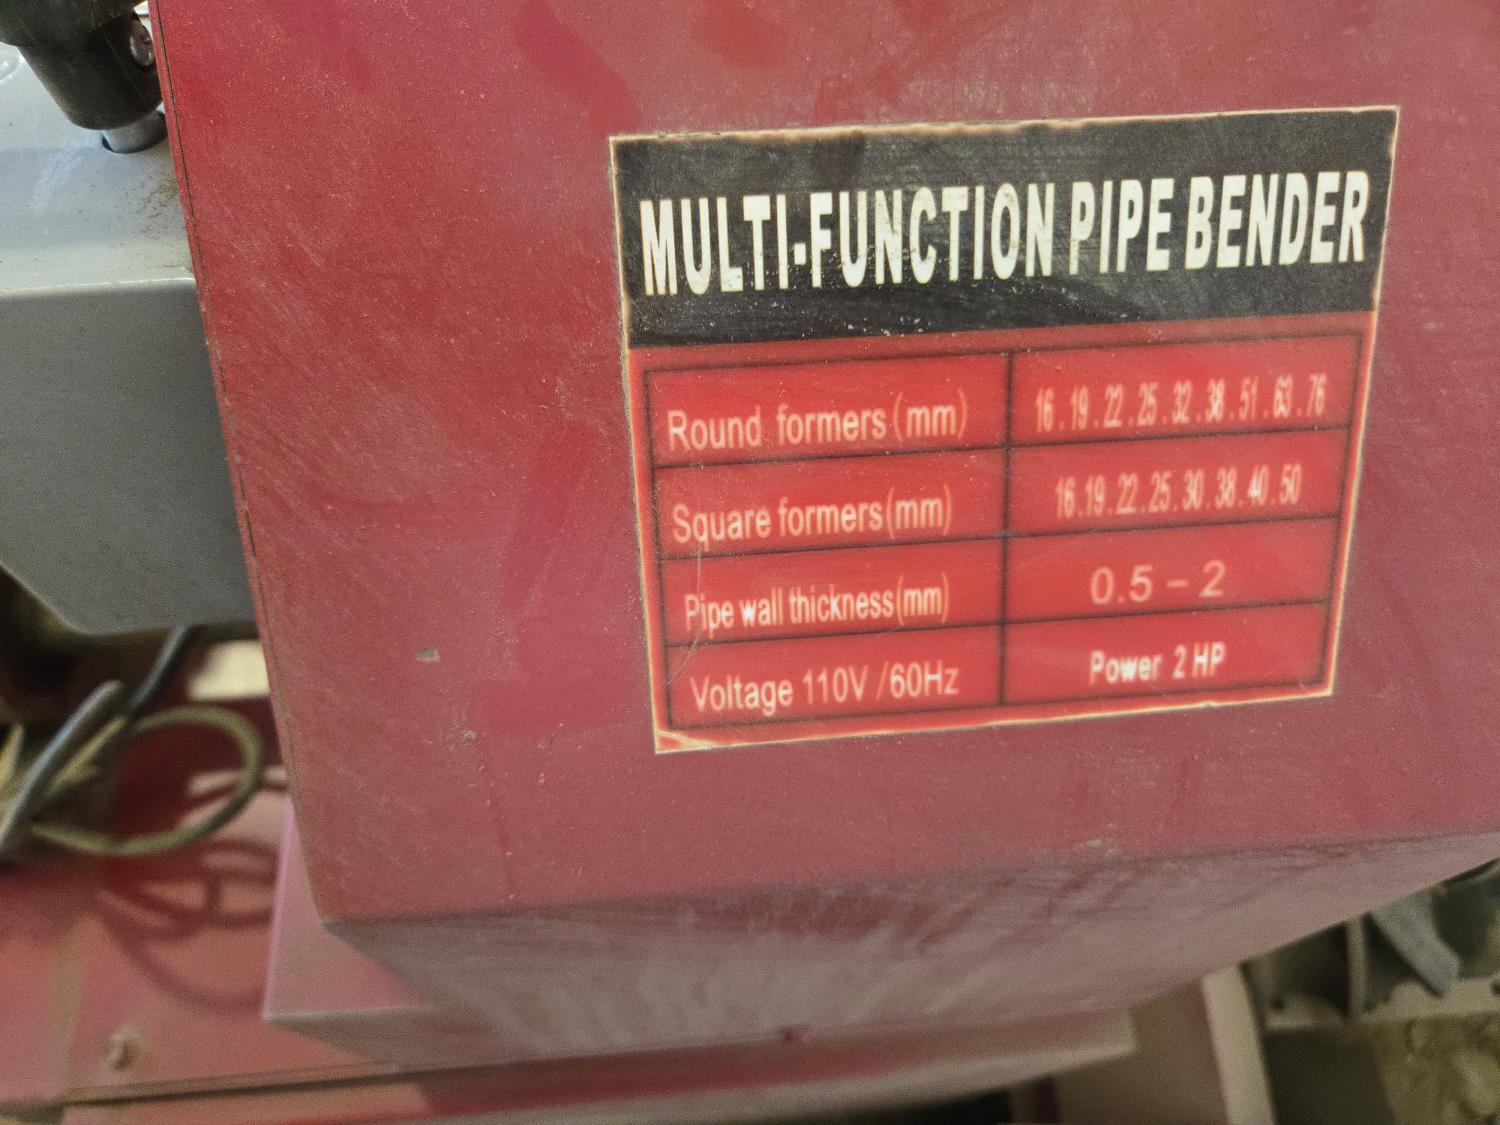 MULTI-FUNCTION PIPE BENDER
Round formers(mm) 16.19.22.25.32.38.51.63.76
Square formers(mm) 16.19.22.25.30.38.40.50
Pipe wall thickness(mm) 0.5-2
Voltage 110V/60Hz Power 2 HP